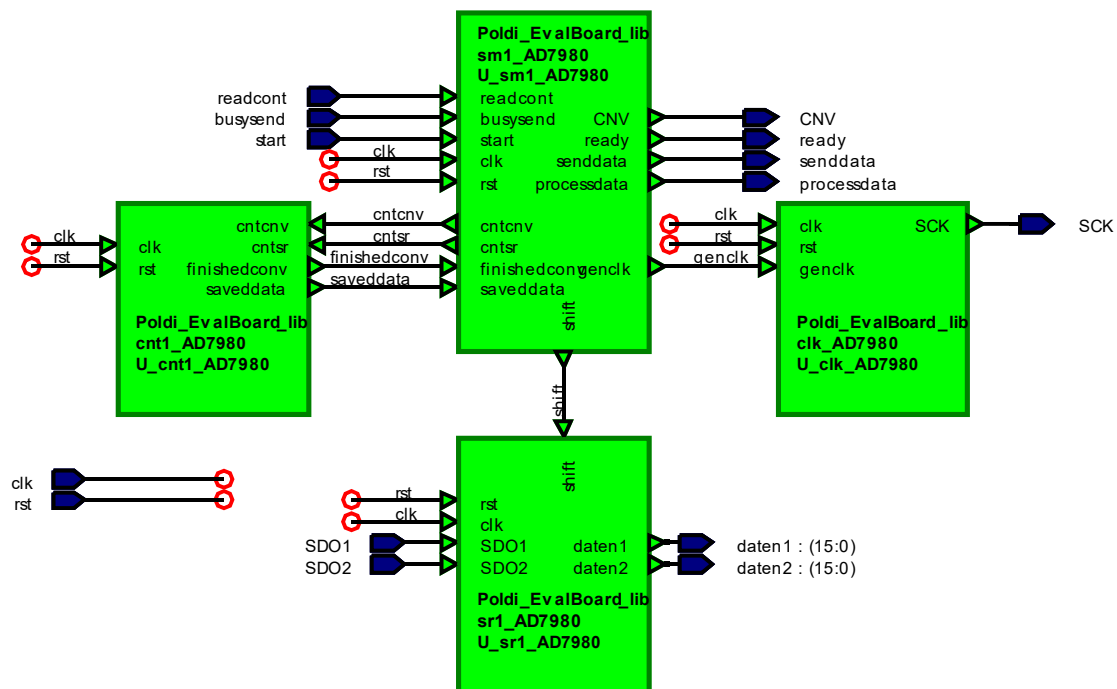 Poldi_EvalBoard_lib
sm1_AD7980
U_sm1_AD7980
readcont readcont
busysend busysend CNV CNV
start start ready ready
clk clk senddata senddata
rst rst processdata processdata
cntcnv cntcnv cntcnv clk clk SCK SCK
clk clk cntsr cntsr cntsr rst rst
rst rst finishedconv finishedconv finishedconv genclk genclk genclk
saveddata saveddata saveddata
shift
Poldi_EvalBoard_lib
cnt1_AD7980
U_cnt1_AD7980
Poldi_EvalBoard_lib
clk_AD7980
U_clk_AD7980
shift
shift
clk
rst
rst rst
clk clk
SDO1 SDO1 daten1 daten1 : (15:0)
SDO2 SDO2 daten2 daten2 : (15:0)
Poldi_EvalBoard_lib
sr1_AD7980
U_sr1_AD7980